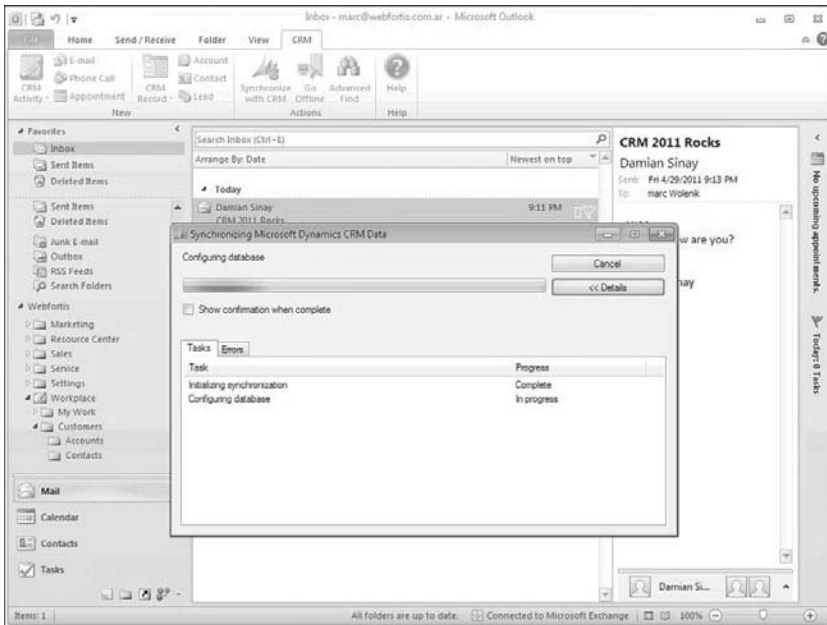 Inbox - marc@webfortis.com.ar - Microsoft Outlook
File Home Send / Receive Folder View CRM
CRM Activity
E-mail
Phone Call
Appointment
CRM Record
Account
Contact
Lead
New
Synchronize with CRM
Go Offline
Advanced Find
Actions
Help
Help
Favorites
Inbox
Sent Items
Deleted Items
Sent Items
Deleted Items
Junk E-mail
Outbox
RSS Feeds
Search Folders
Webfortis
Marketing
Resource Center
Sales
Service
Settings
Workplace
My Work
Customers
Accounts
Contacts
Mail
Calendar
Contacts
Tasks
Search Inbox (Ctrl+E)
Arrange By: Date Newest on top
Today
Damian Sinay 9:11 PM
CRM 2011 Rocks
Synchronizing Microsoft Dynamics CRM Data
Configuring database
Cancel
<< Details
Show confirmation when complete
Tasks Errors
Task Progress
Initializing synchronization Complete
Configuring database In progress
CRM 2011 Rocks
Damian Sinay
Sent: Fri 4/29/2011 9:13 PM
To: marc Wolenik
w are you?
nay
Damian Si...
No upcoming appointments.
Today: 0 Tasks
Items: 1
All folders are up to date. Connected to Microsoft Exchange 100%